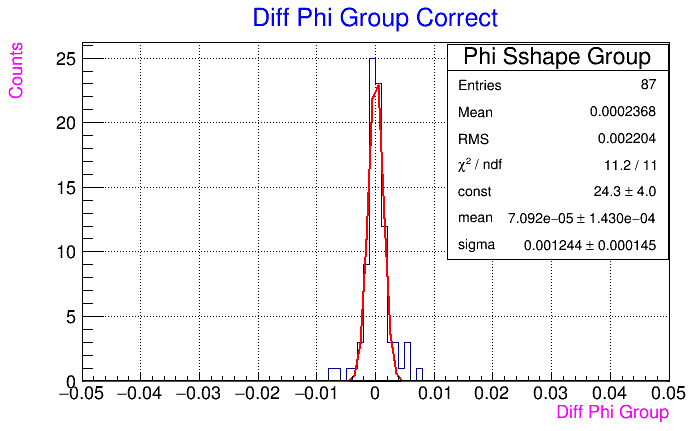 Diff Phi Group Correct
Counts
Phi Sshape Group
Entries 87
Mean 0.0002368
RMS 0.002204
χ² / ndf 11.2 / 11
const 24.3 ± 4.0
mean 7.092e−05 ± 1.430e−04
sigma 0.001244 ± 0.000145
25
20
15
10
5
0
−0.05 −0.04 −0.03 −0.02 −0.01 0 0.01 0.02 0.03 0.04 0.05
Diff Phi Group